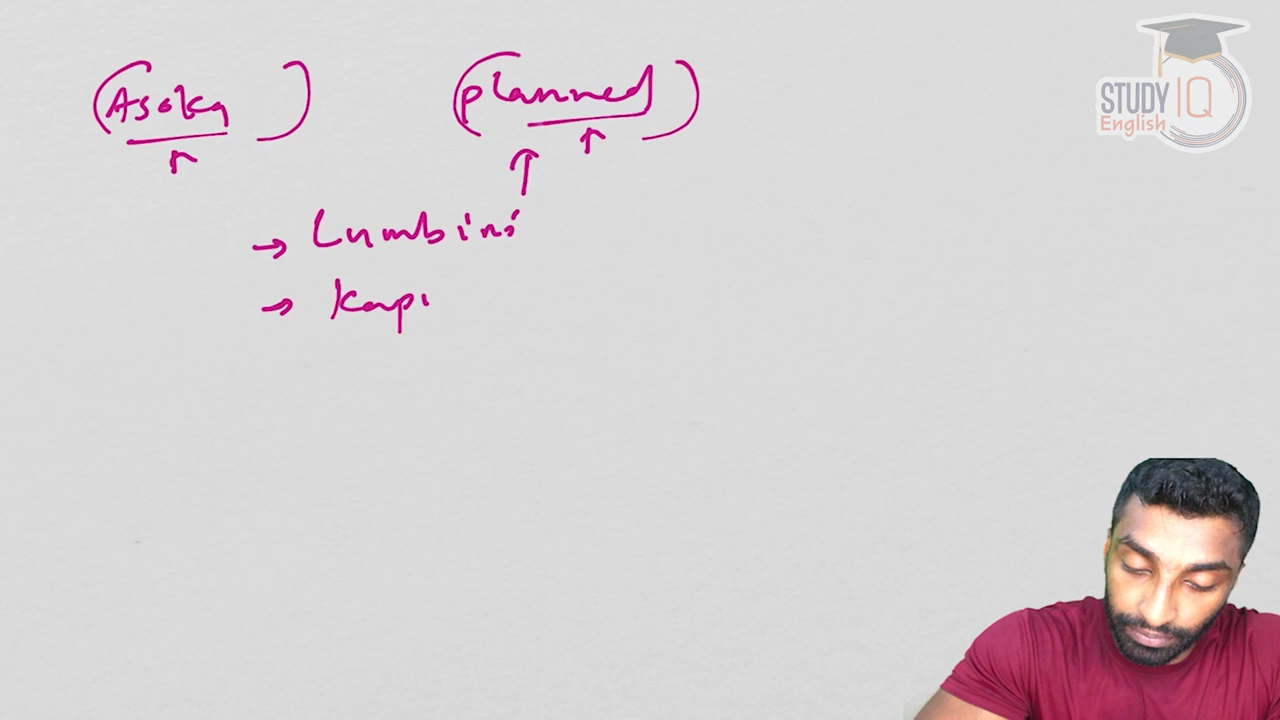 (Asoka) (planned)
→ Lumbini
→ Kapi
STUDY IQ
English